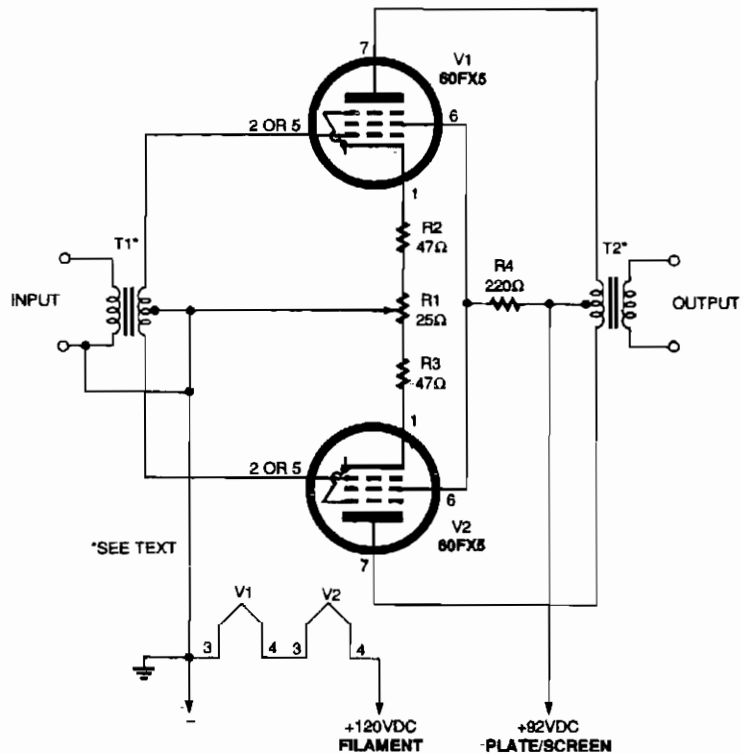 7
V1
60FX5
6
2 OR 5
1
R2
47Ω
T1*
T2*
R4
220Ω
INPUT
R1
25Ω
OUTPUT
R3
47Ω
1
2 OR 5
6
V2
60FX5
7
*SEE TEXT
V1
V2
3
4
3
4
–
+120VDC
FILAMENT
+92VDC
PLATE/SCREEN